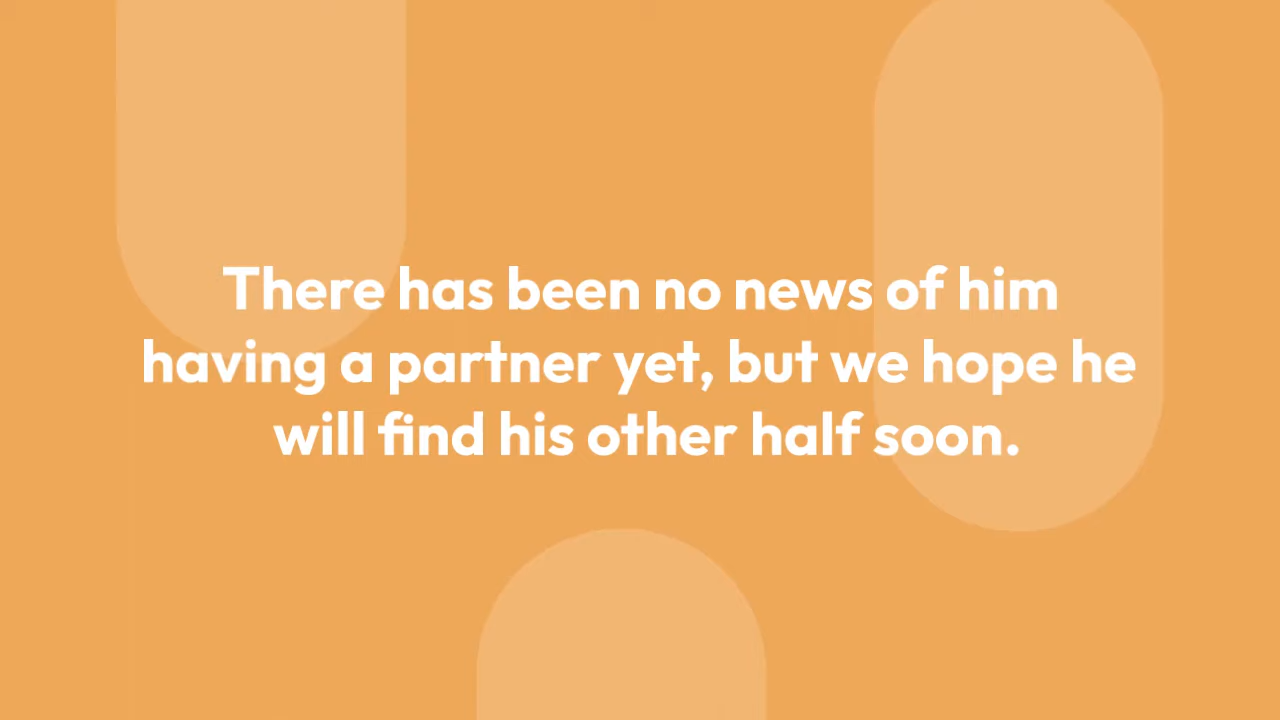 There has been no news of him
having a partner yet, but we hope he
will find his other half soon.